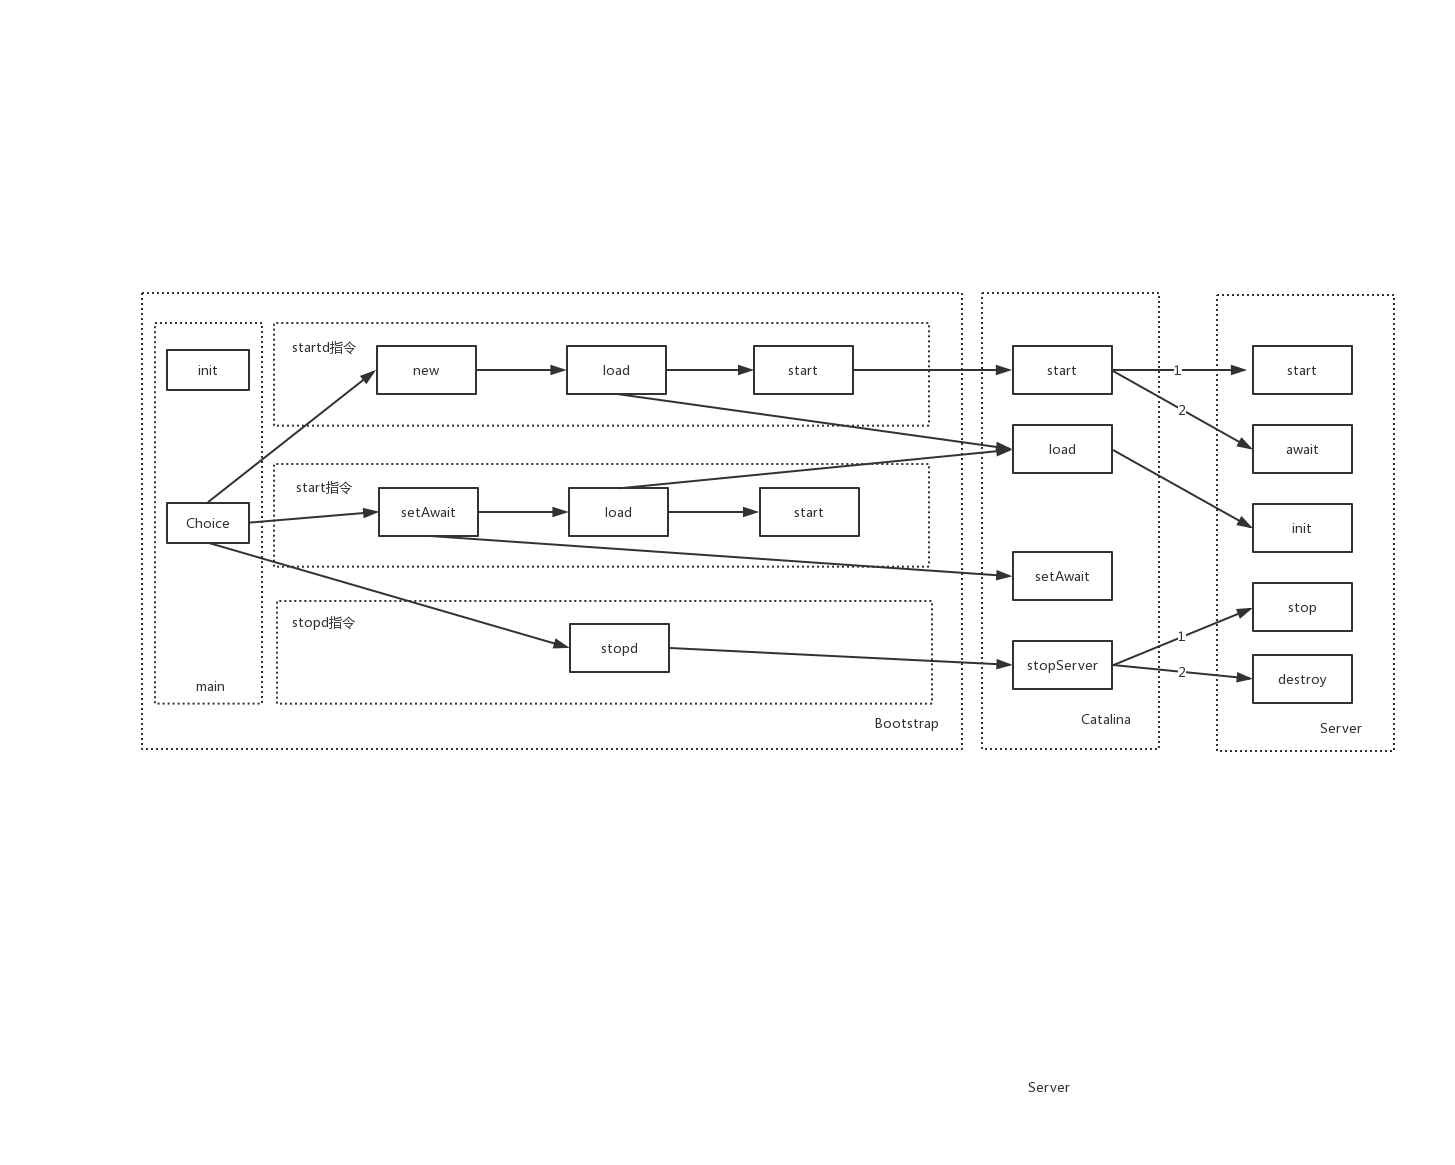 init
Choice
main
startd指令
new
load
start
start指令
setAwait
load
start
stopd指令
stopd
Bootstrap
start
load
setAwait
stopServer
Catalina
1
2
1
2
start
await
init
stop
destroy
Server
Server